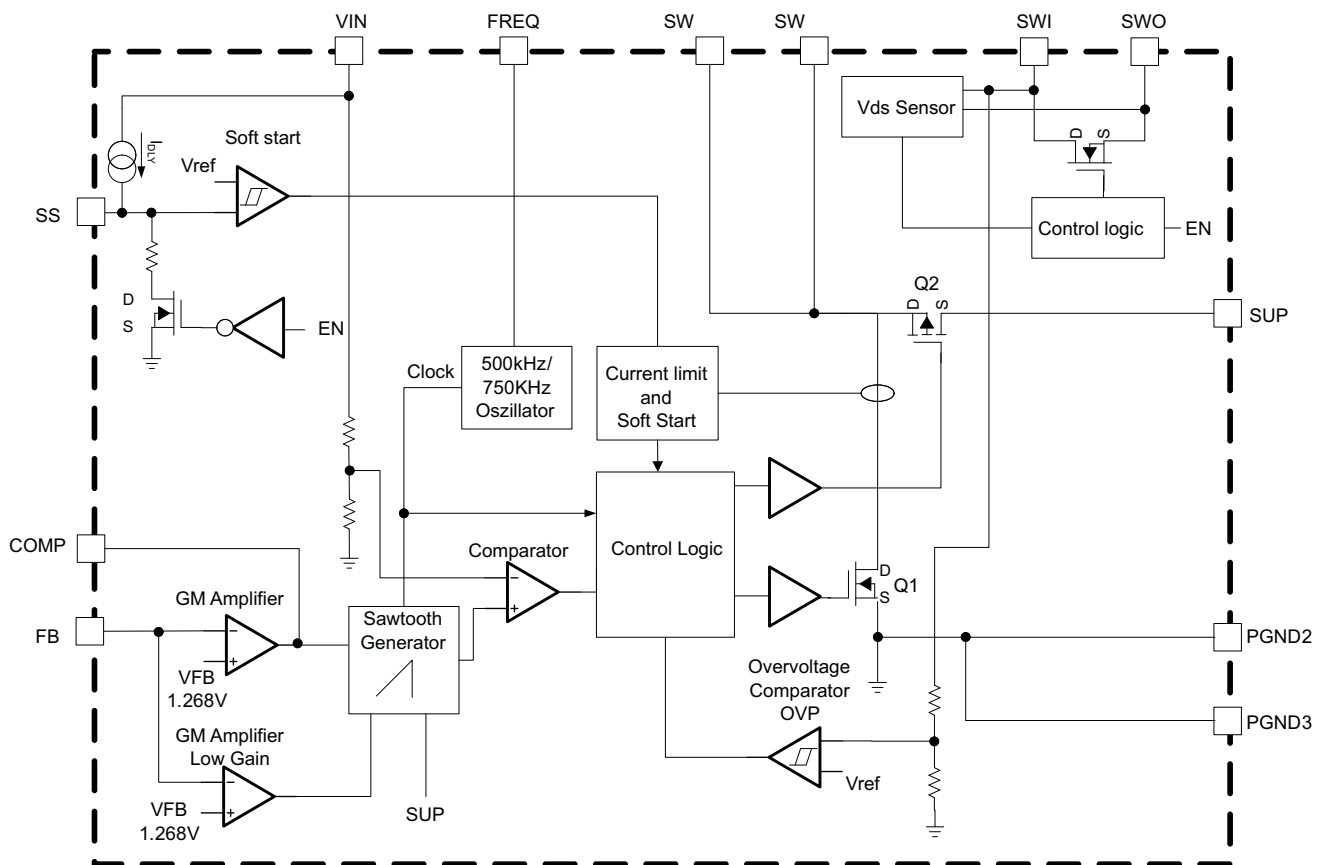 VIN
FREQ
SW
SW
SWI
SWO
Vds Sensor
D
S
Control logic
EN
Soft start
Vref
I_DLY
SS
D
S
EN
Q2
D
S
SUP
Clock
500kHz/
750KHz
Oszillator
Current limit
and
Soft Start
Control Logic
Comparator
−
+
COMP
GM Amplifier
FB
−
+
VFB
1.268V
Sawtooth
Generator
GM Amplifier
Low Gain
−
+
VFB
1.268V
SUP
D
S
Q1
PGND2
PGND3
Overvoltage
Comparator
OVP
Vref